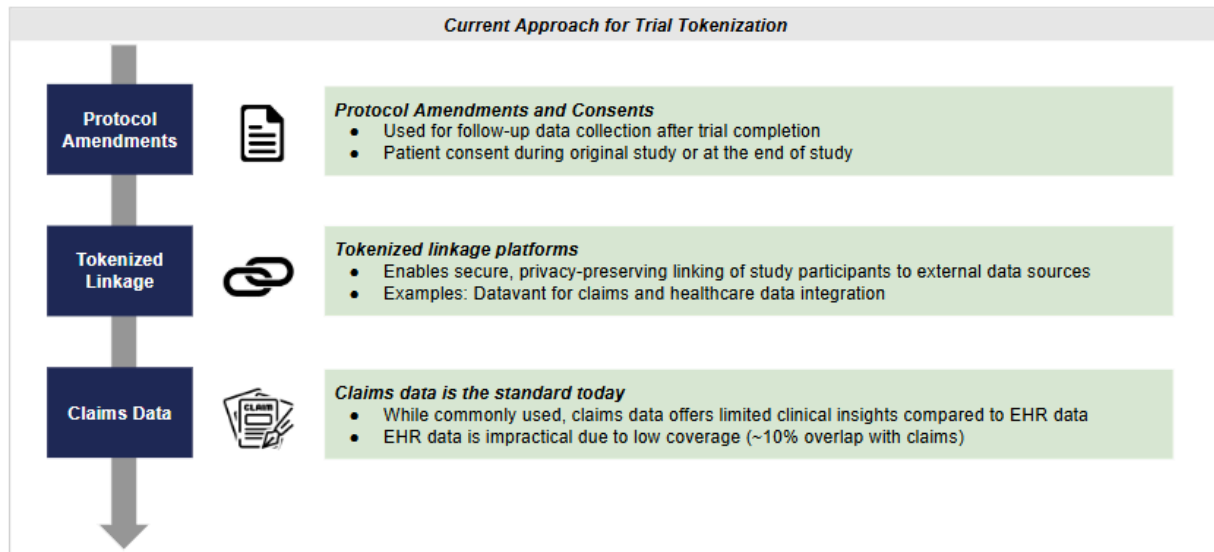 Current Approach for Trial Tokenization
Protocol
Amendments
Protocol Amendments and Consents
● Used for follow-up data collection after trial completion
● Patient consent during original study or at the end of study
Tokenized
Linkage
Tokenized linkage platforms
● Enables secure, privacy-preserving linking of study participants to external data sources
● Examples: Datavant for claims and healthcare data integration
Claims Data
CLAIM
Claims data is the standard today
● While commonly used, claims data offers limited clinical insights compared to EHR data
● EHR data is impractical due to low coverage (~10% overlap with claims)